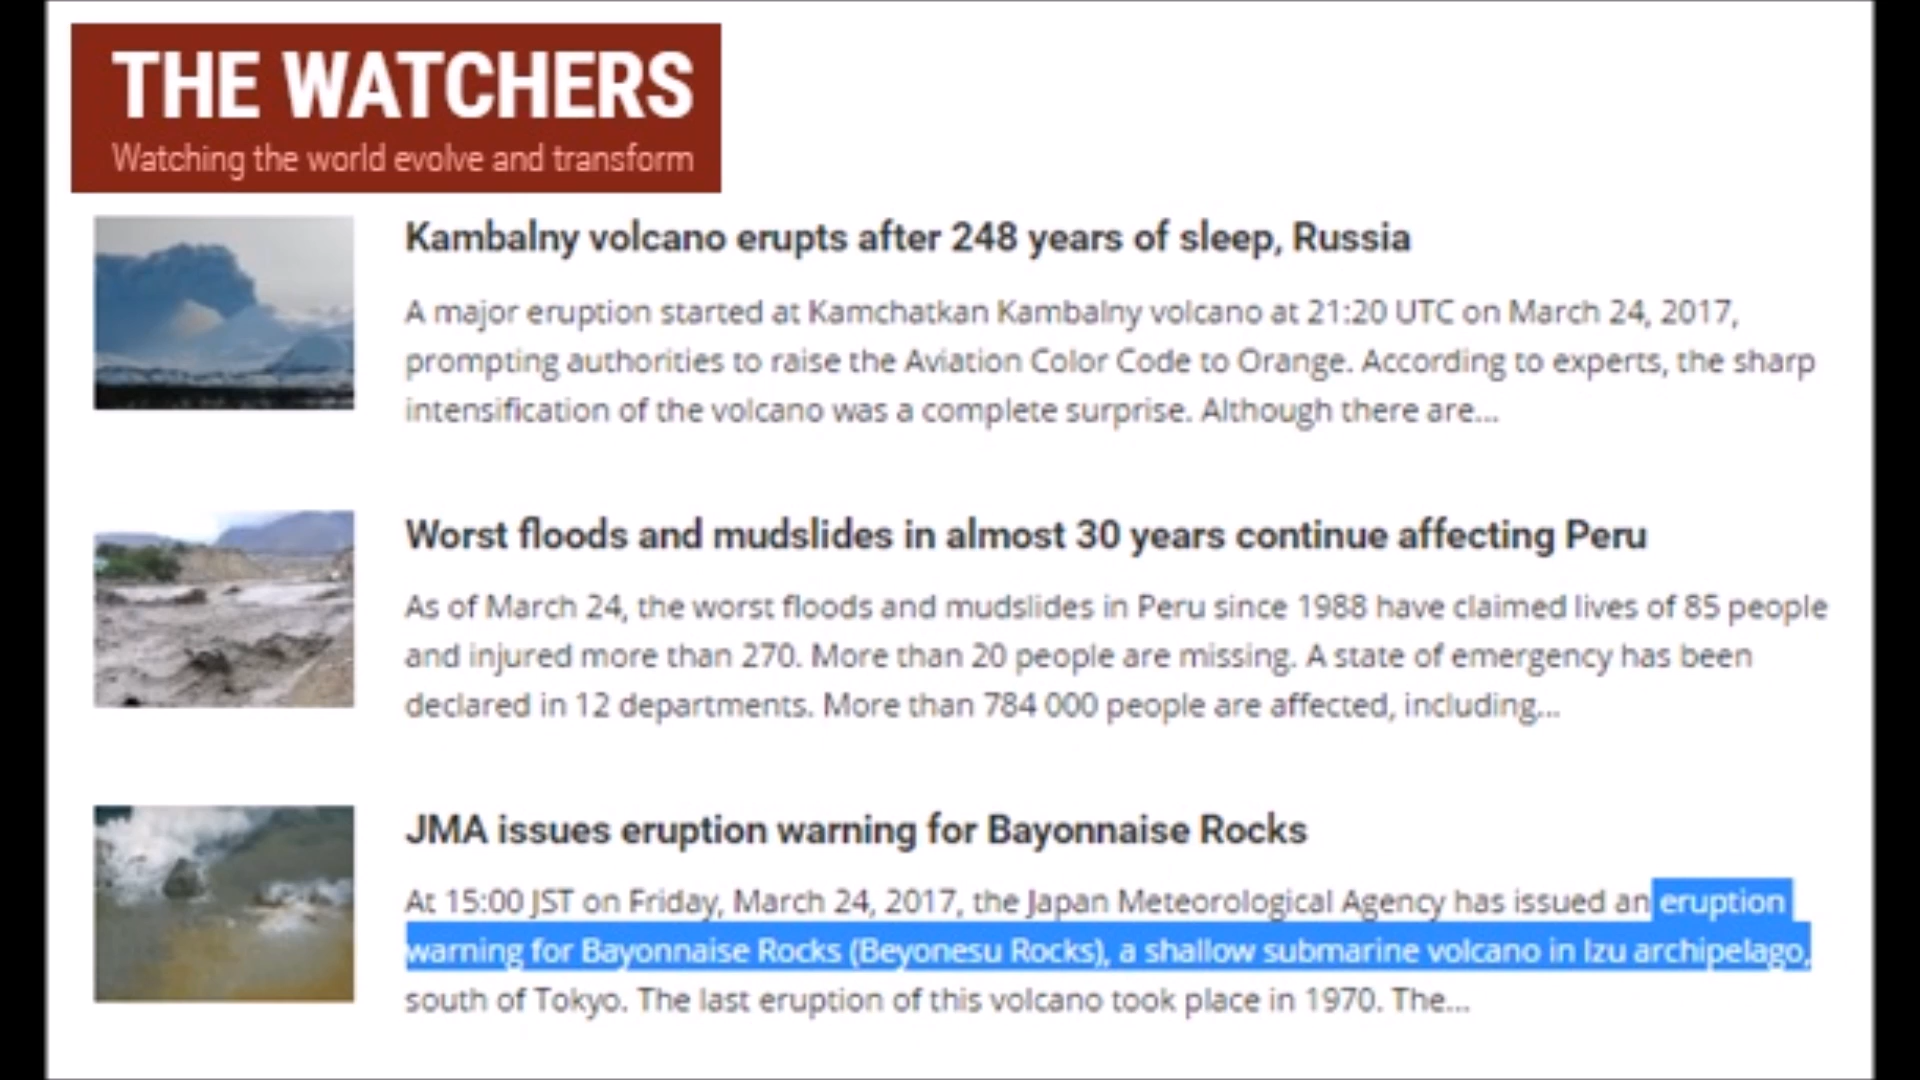 THE WATCHERS
Watching the world evolve and transform
Kambalny volcano erupts after 248 years of sleep, Russia
A major eruption started at Kamchatkan Kambalny volcano at 21:20 UTC on March 24, 2017,
prompting authorities to raise the Aviation Color Code to Orange. According to experts, the sharp
intensification of the volcano was a complete surprise. Although there are...
Worst floods and mudslides in almost 30 years continue affecting Peru
As of March 24, the worst floods and mudslides in Peru since 1988 have claimed lives of 85 people
and injured more than 270. More than 20 people are missing. A state of emergency has been
declared in 12 departments. More than 784 000 people are affected, including...
JMA issues eruption warning for Bayonnaise Rocks
At 15:00 JST on Friday, March 24, 2017, the Japan Meteorological Agency has issued an eruption
warning for Bayonnaise Rocks (Beyonesu Rocks), a shallow submarine volcano in Izu archipelago,
south of Tokyo. The last eruption of this volcano took place in 1970. The...